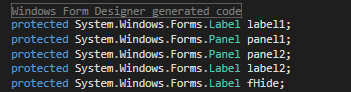 Windows Form Designer generated code
protected System.Windows.Forms.Label label1;
protected System.Windows.Forms.Panel panel1;
protected System.Windows.Forms.Panel panel2;
protected System.Windows.Forms.Label label2;
protected System.Windows.Forms.Label fHide;